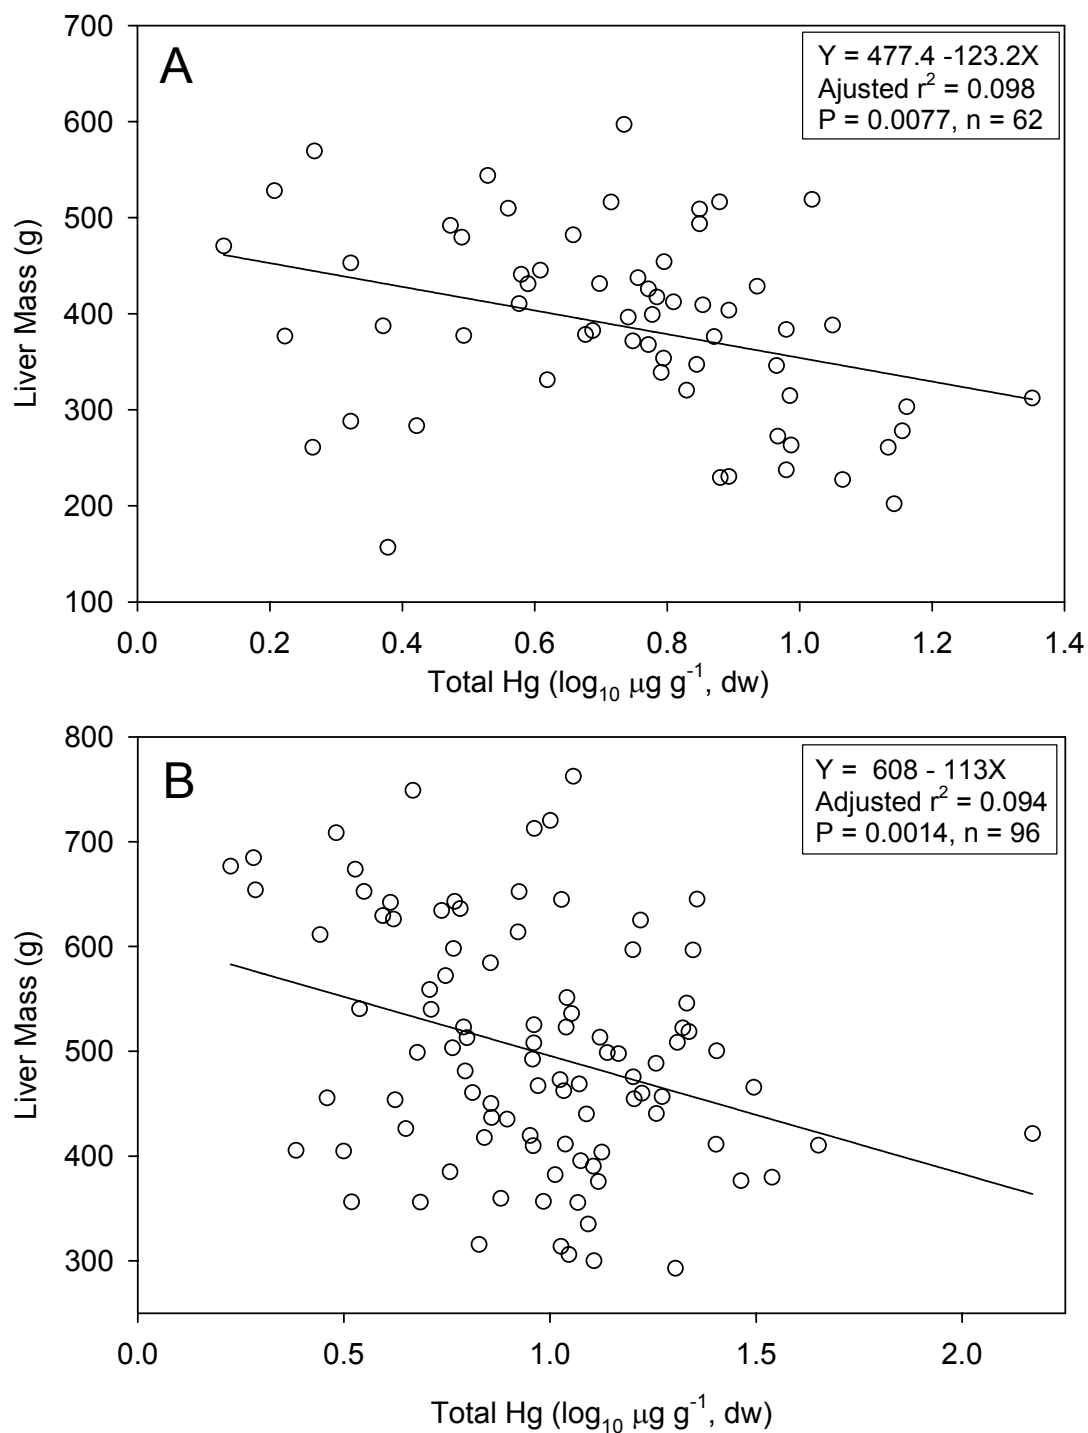 700
A
Y = 477.4 -123.2X
Ajusted r² = 0.098
P = 0.0077, n = 62
600
500
400
300
200
100
Liver Mass (g)
0.0 0.2 0.4 0.6 0.8 1.0 1.2 1.4
Total Hg (log₁₀ μg g⁻¹, dw)
800
B
Y = 608 - 113X
Adjusted r² = 0.094
P = 0.0014, n = 96
700
600
500
400
300
Liver Mass (g)
0.0 0.5 1.0 1.5 2.0
Total Hg (log₁₀ μg g⁻¹, dw)